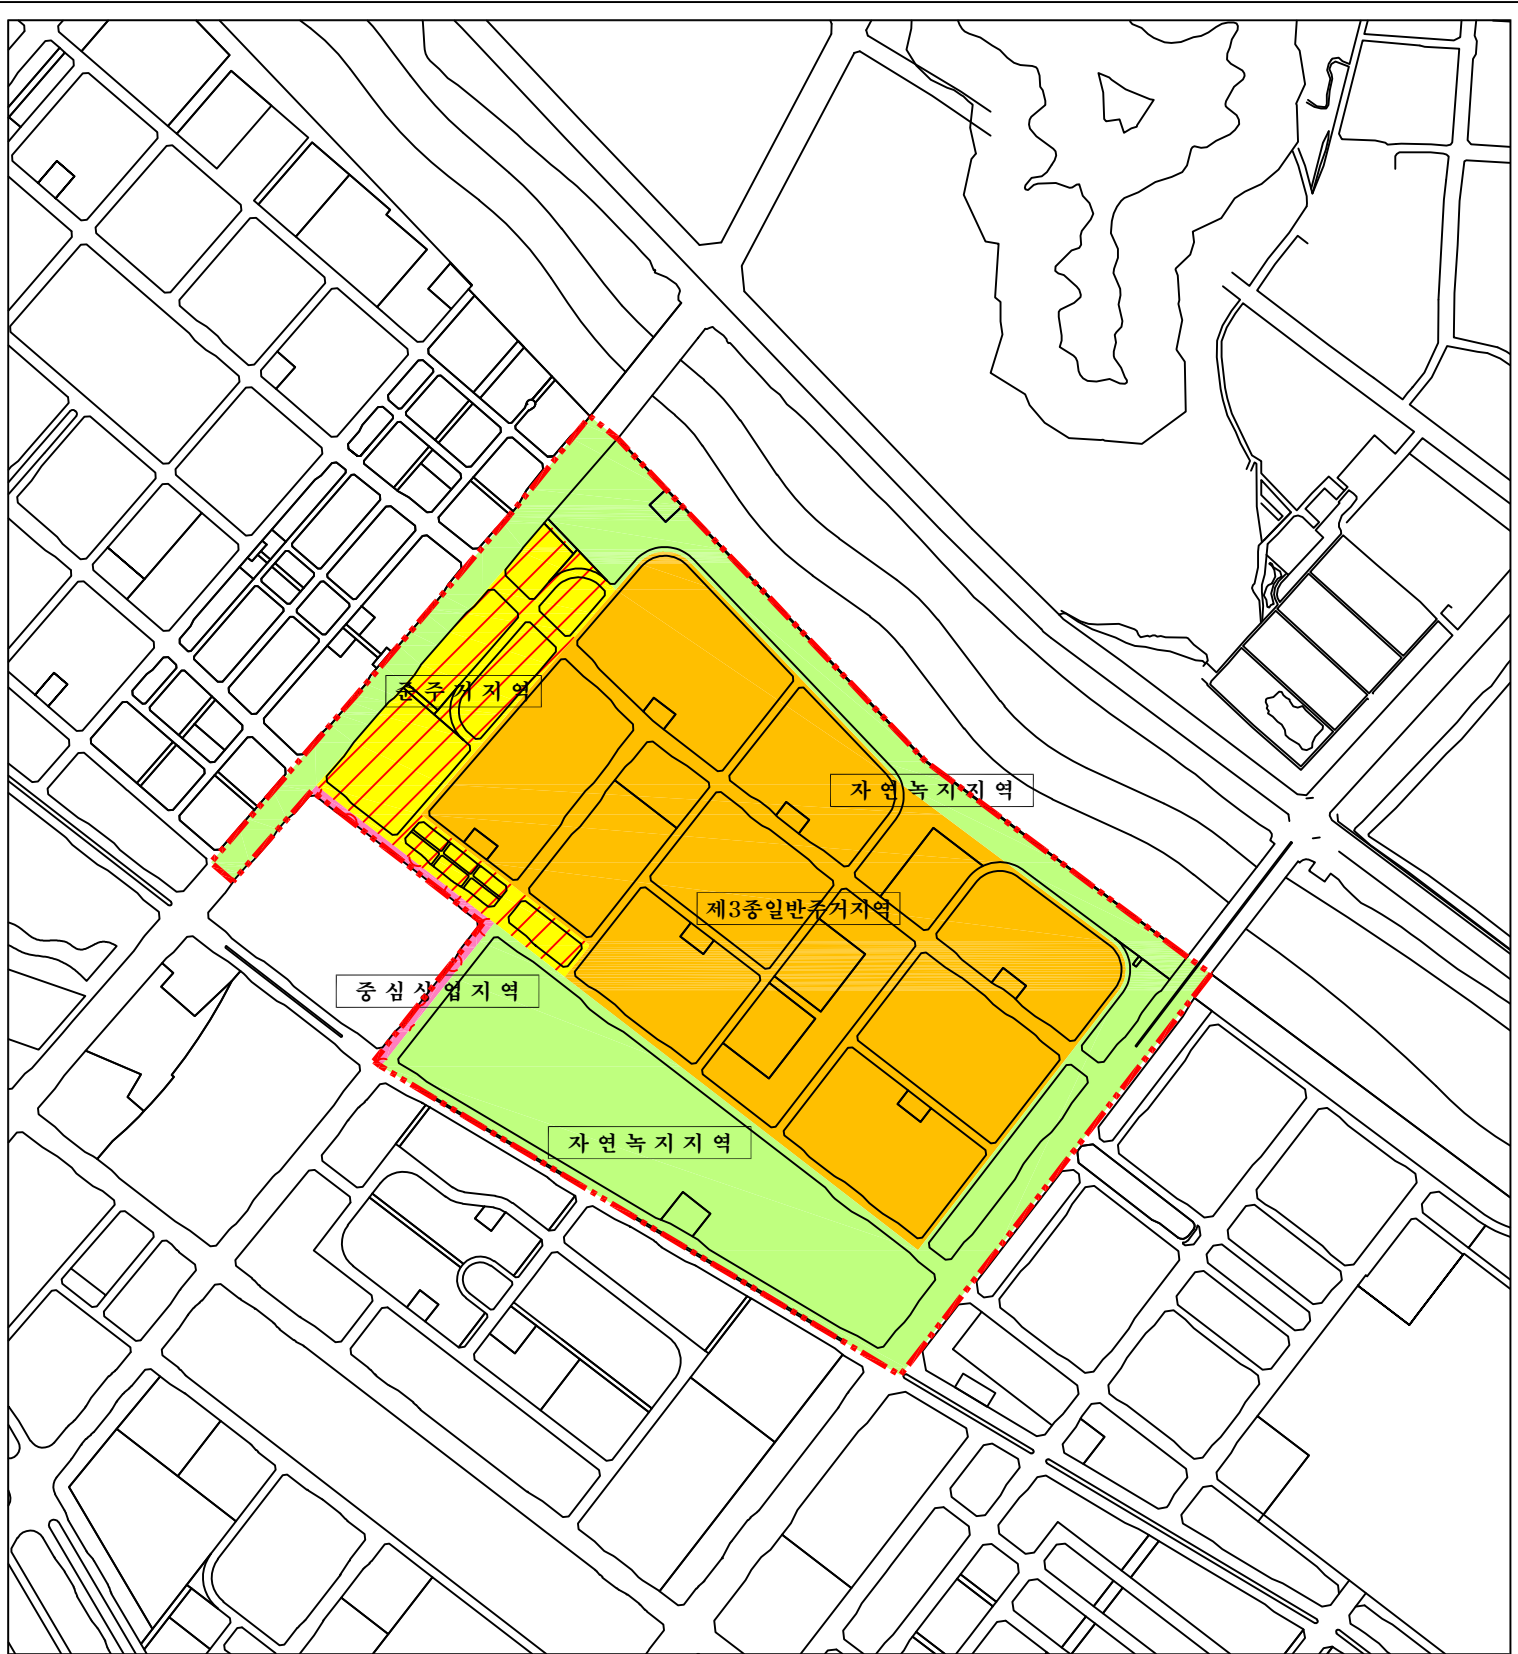 준 주 거 지 역
자 연 녹 지 지 역
제3종일반주거지역
중 심 상 업 지 역
자 연 녹 지 지 역